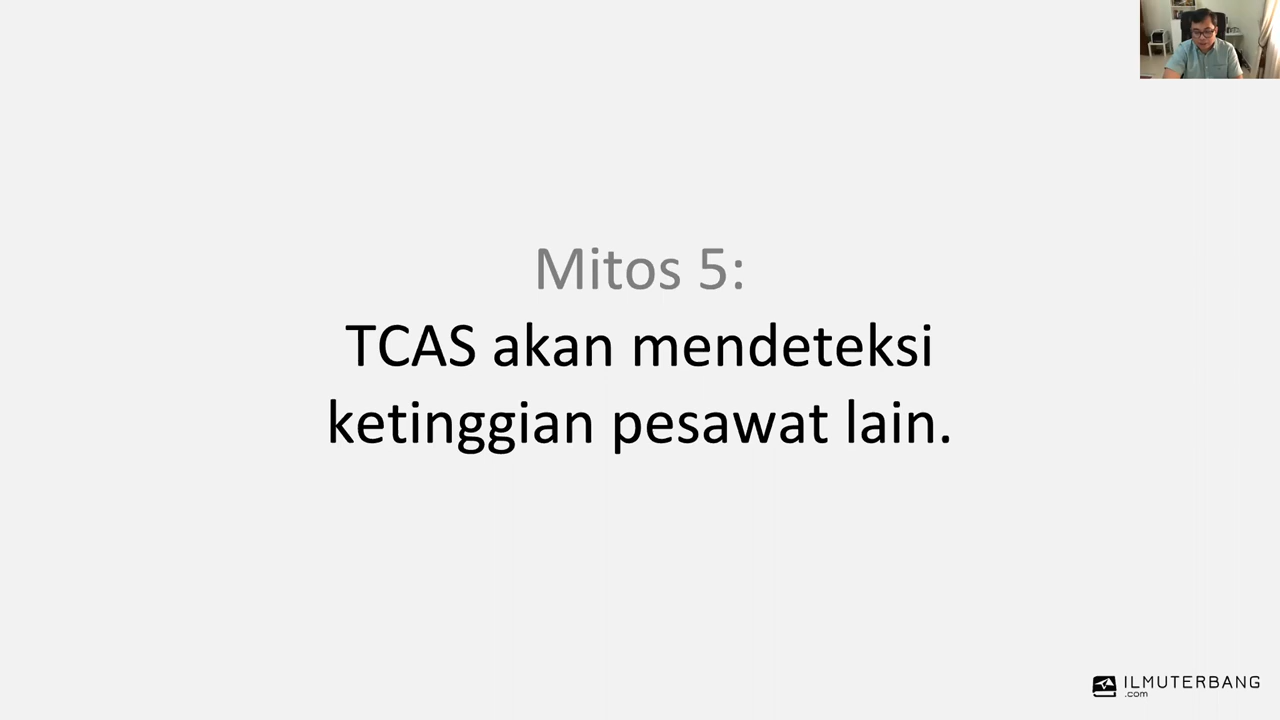 Mitos 5:
TCAS akan mendeteksi
ketinggian pesawat lain.
ILMUTERBANG
.com